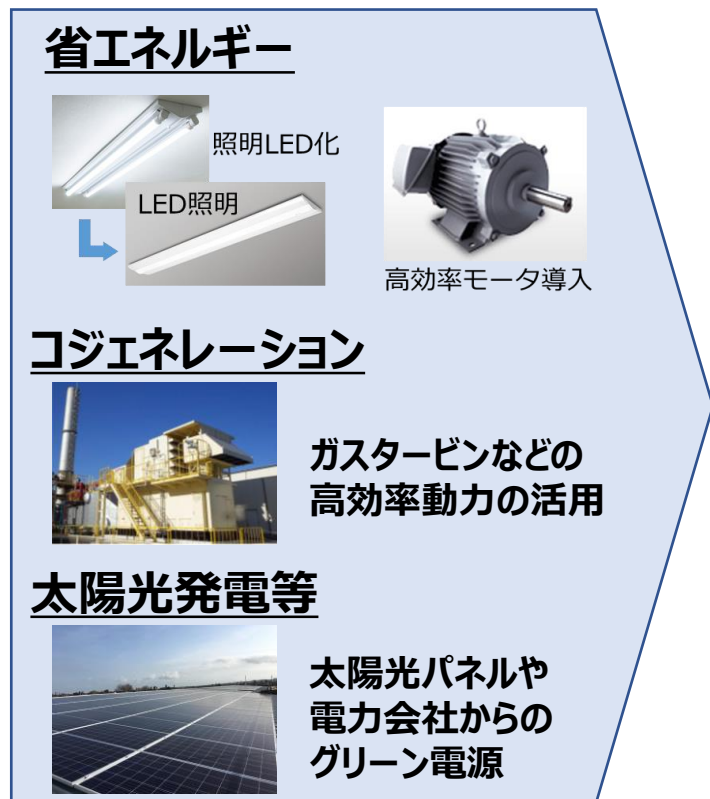 省エネルギー
照明LED化
LED照明
高効率モータ導入
コジェネレーション
ガスタービンなどの
高効率動力の活用
太陽光発電等
太陽光パネルや
電力会社からの
グリーン電源